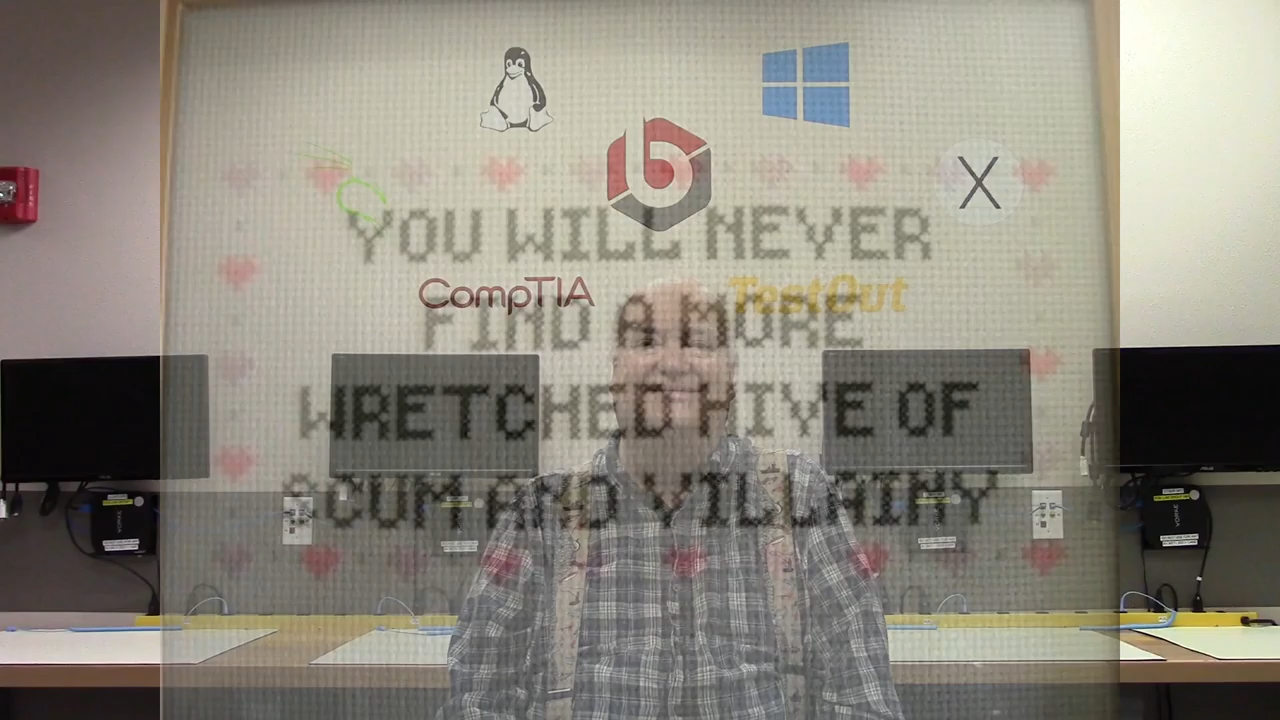 b
X
YOU WILL NEVER
CompTIA
TestOut
FIND A MORE
WRETCHED HIVE OF
SCUM AND VILLAINY